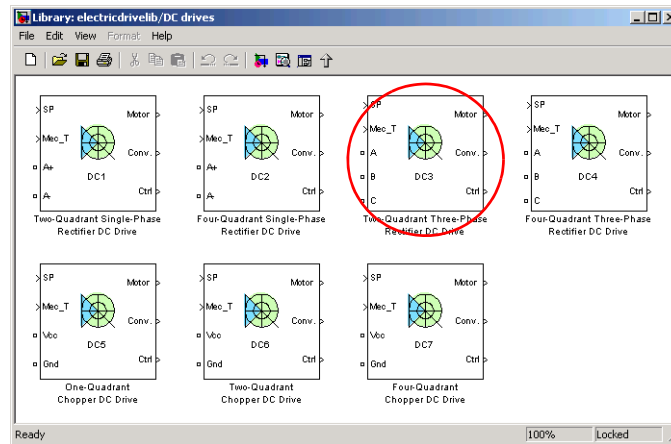 Library: electricdrivelib/DC drives
File Edit View Format Help
SP
Mec_T
A+
A-
Motor
Conv.
Ctrl
DC1
Two-Quadrant Single-Phase
Rectifier DC Drive
SP
Mec_T
A+
A-
Motor
Conv.
Ctrl
DC2
Four-Quadrant Single-Phase
Rectifier DC Drive
SP
Mec_T
A
B
C
Motor
Conv.
Ctrl
DC3
Two-Quadrant Three-Phase
Rectifier DC Drive
SP
Mec_T
A
B
C
Motor
Conv.
Ctrl
DC4
Four-Quadrant Three-Phase
Rectifier DC Drive
SP
Mec_T
Vcc
Gnd
Motor
Conv.
Ctrl
DC5
One-Quadrant
Chopper DC Drive
SP
Mec_T
Vcc
Gnd
Motor
Conv.
Ctrl
DC6
Two-Quadrant
Chopper DC Drive
SP
Mec_T
Vcc
Gnd
Motor
Conv.
Ctrl
DC7
Four-Quadrant
Chopper DC Drive
Ready
100%
Locked